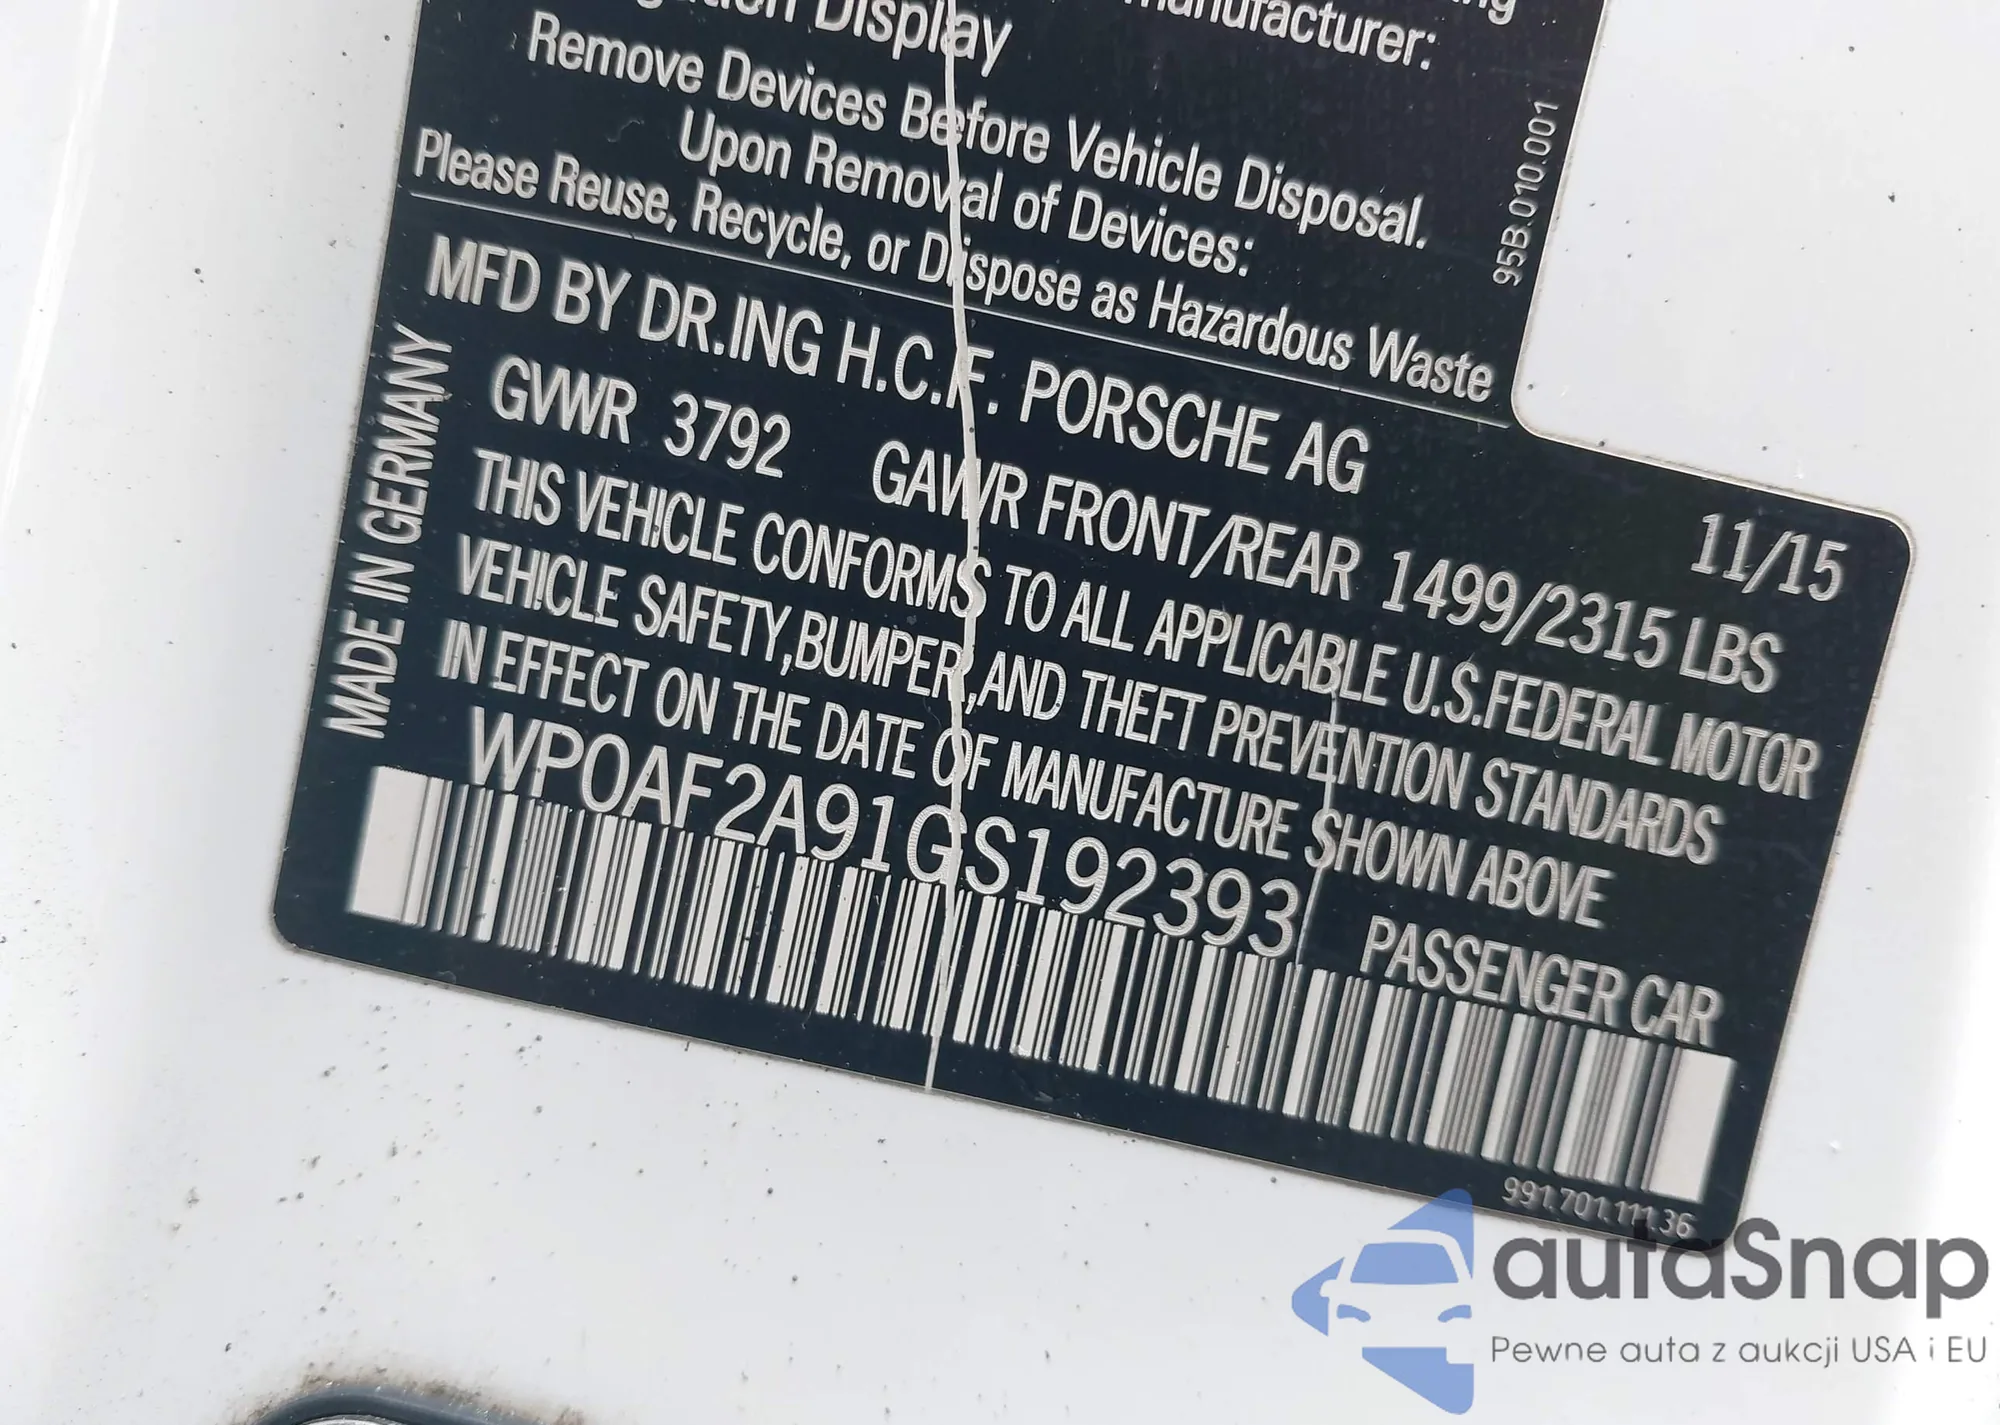 manufacturer:
Display
Remove Devices Before Vehicle Disposal.
Upon Removal of Devices:
Please Reuse, Recycle, or Dispose as Hazardous Waste
95B.010.001
MFD BY DR.ING H.C.F. PORSCHE AG
11/15
GVWR 3792 GAWR FRONT/REAR 1499/2315 LBS
THIS VEHICLE CONFORMS TO ALL APPLICABLE U.S.FEDERAL MOTOR
VEHICLE SAFETY,BUMPER,AND THEFT PREVENTION STANDARDS
IN EFFECT ON THE DATE OF MANUFACTURE SHOWN ABOVE
WP0AF2A91GS192393 PASSENGER CAR
MADE IN GERMANY
991.701.111.36
autaSnap
Pewne auta z aukcji USA i EU